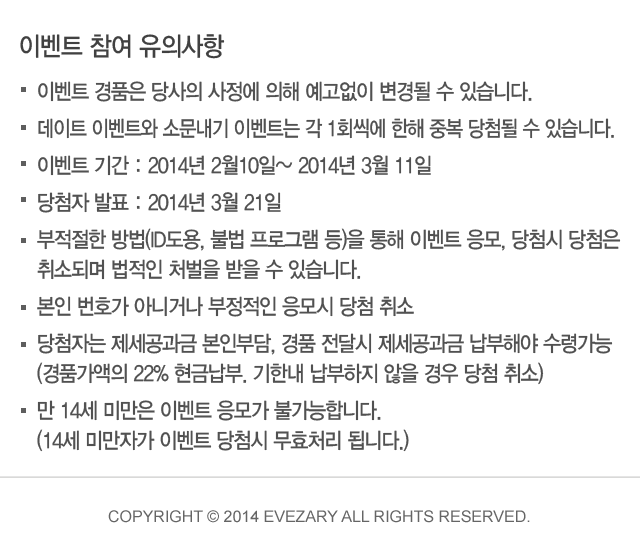 이벤트 참여 유의사항
▪ 이벤트 경품은 당사의 사정에 의해 예고없이 변경될 수 있습니다.
▪ 데이트 이벤트와 소문내기 이벤트는 각 1회씩에 한해 중복 당첨될 수 있습니다.
▪ 이벤트 기간 : 2014년 2월10일~ 2014년 3월 11일
▪ 당첨자 발표 : 2014년 3월 21일
▪ 부적절한 방법(ID도용, 불법 프로그램 등)을 통해 이벤트 응모, 당첨시 당첨은
취소되며 법적인 처벌을 받을 수 있습니다.
▪ 본인 번호가 아니거나 부정적인 응모시 당첨 취소
▪ 당첨자는 제세공과금 본인부담, 경품 전달시 제세공과금 납부해야 수령가능
(경품가액의 22% 현금납부. 기한내 납부하지 않을 경우 당첨 취소)
▪ 만 14세 미만은 이벤트 응모가 불가능합니다.
(14세 미만자가 이벤트 당첨시 무효처리 됩니다.)
COPYRIGHT © 2014 EVEZARY ALL RIGHTS RESERVED.